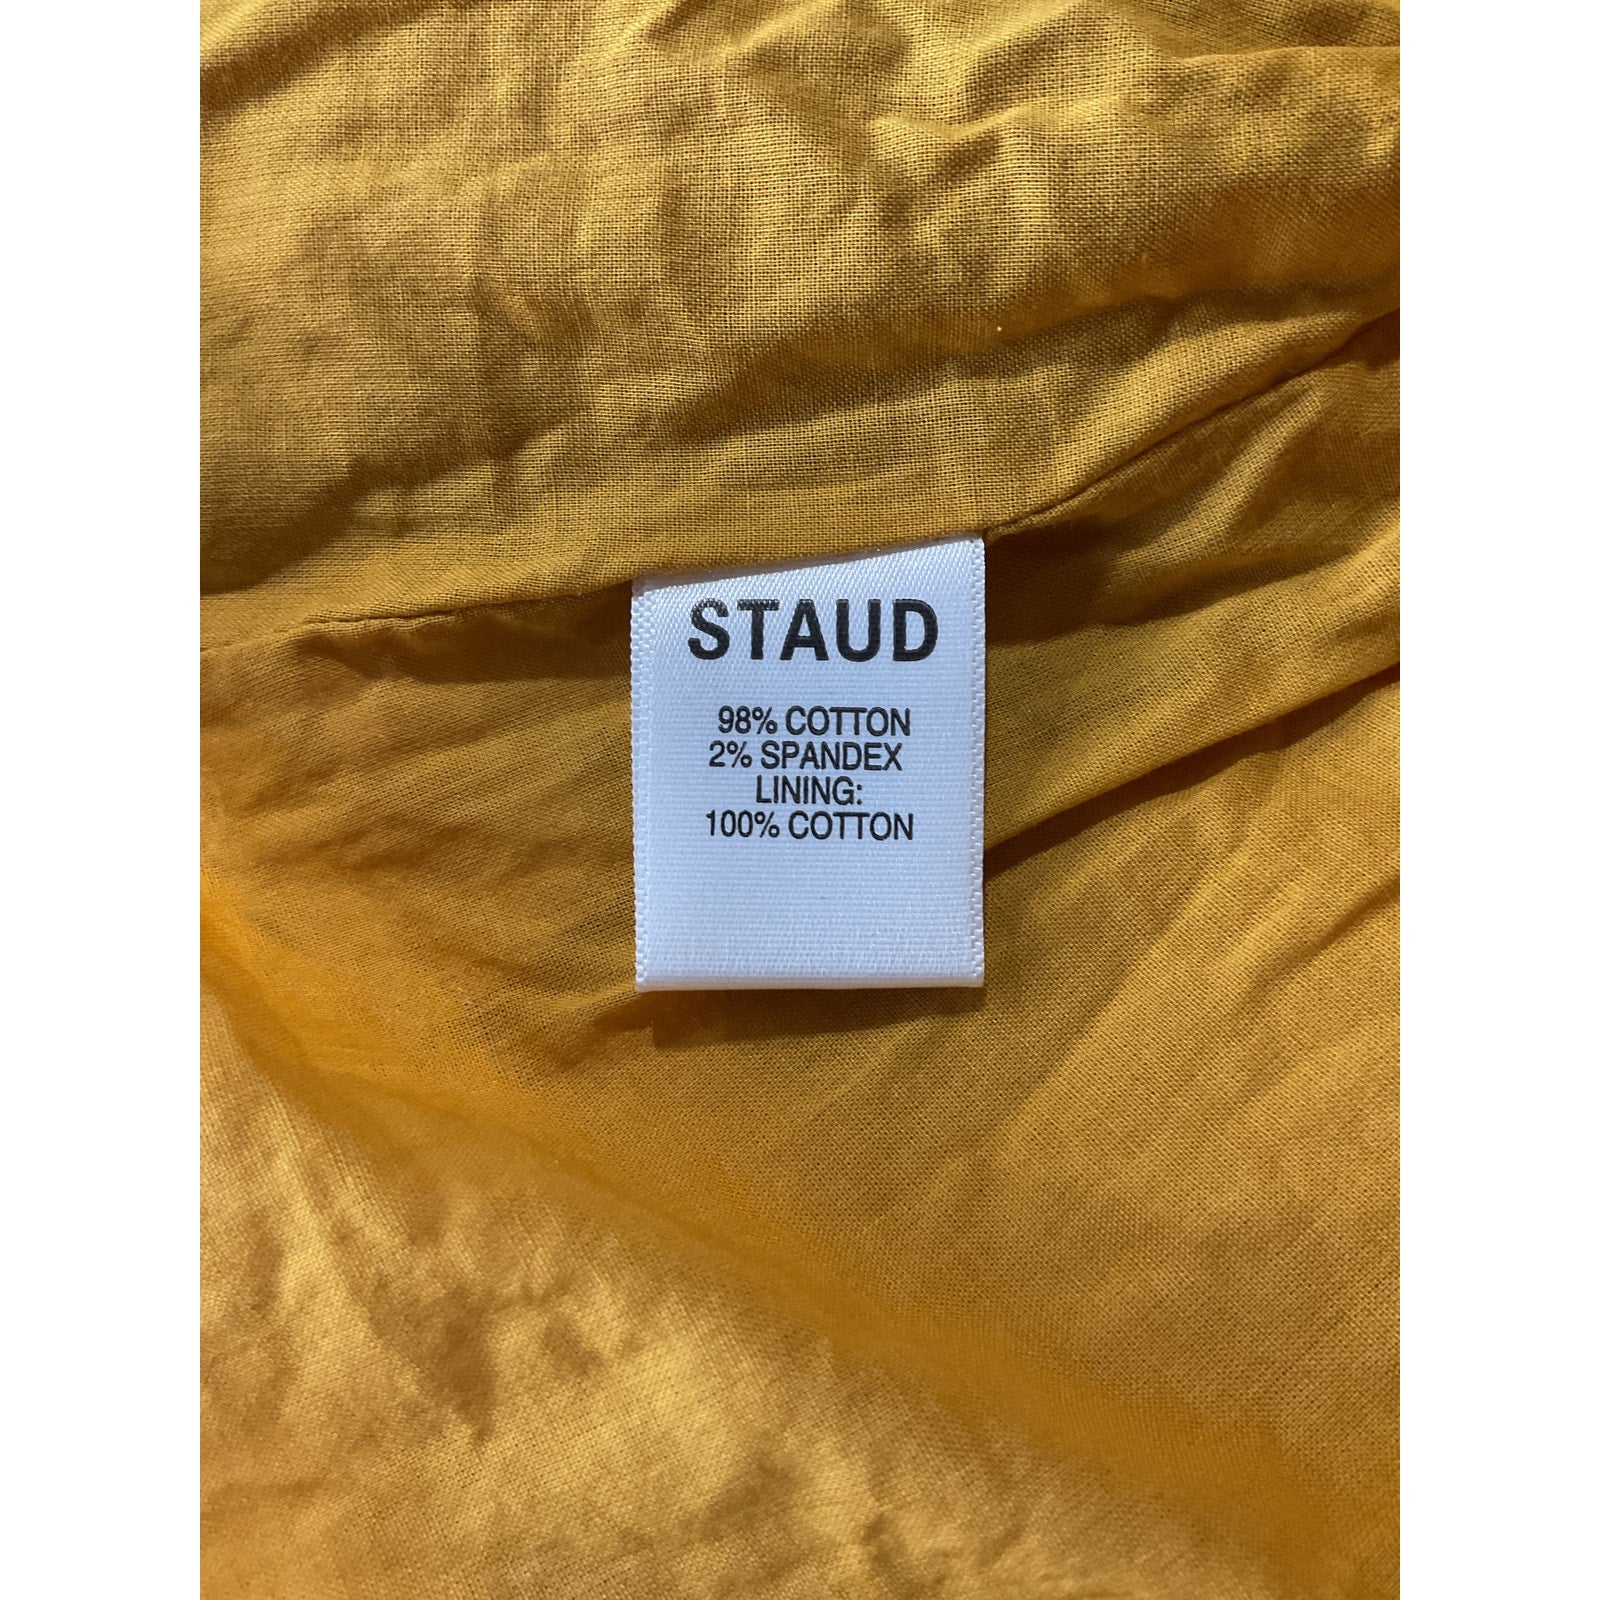 STAUD
98% COTTON
2% SPANDEX
LINING:
100% COTTON